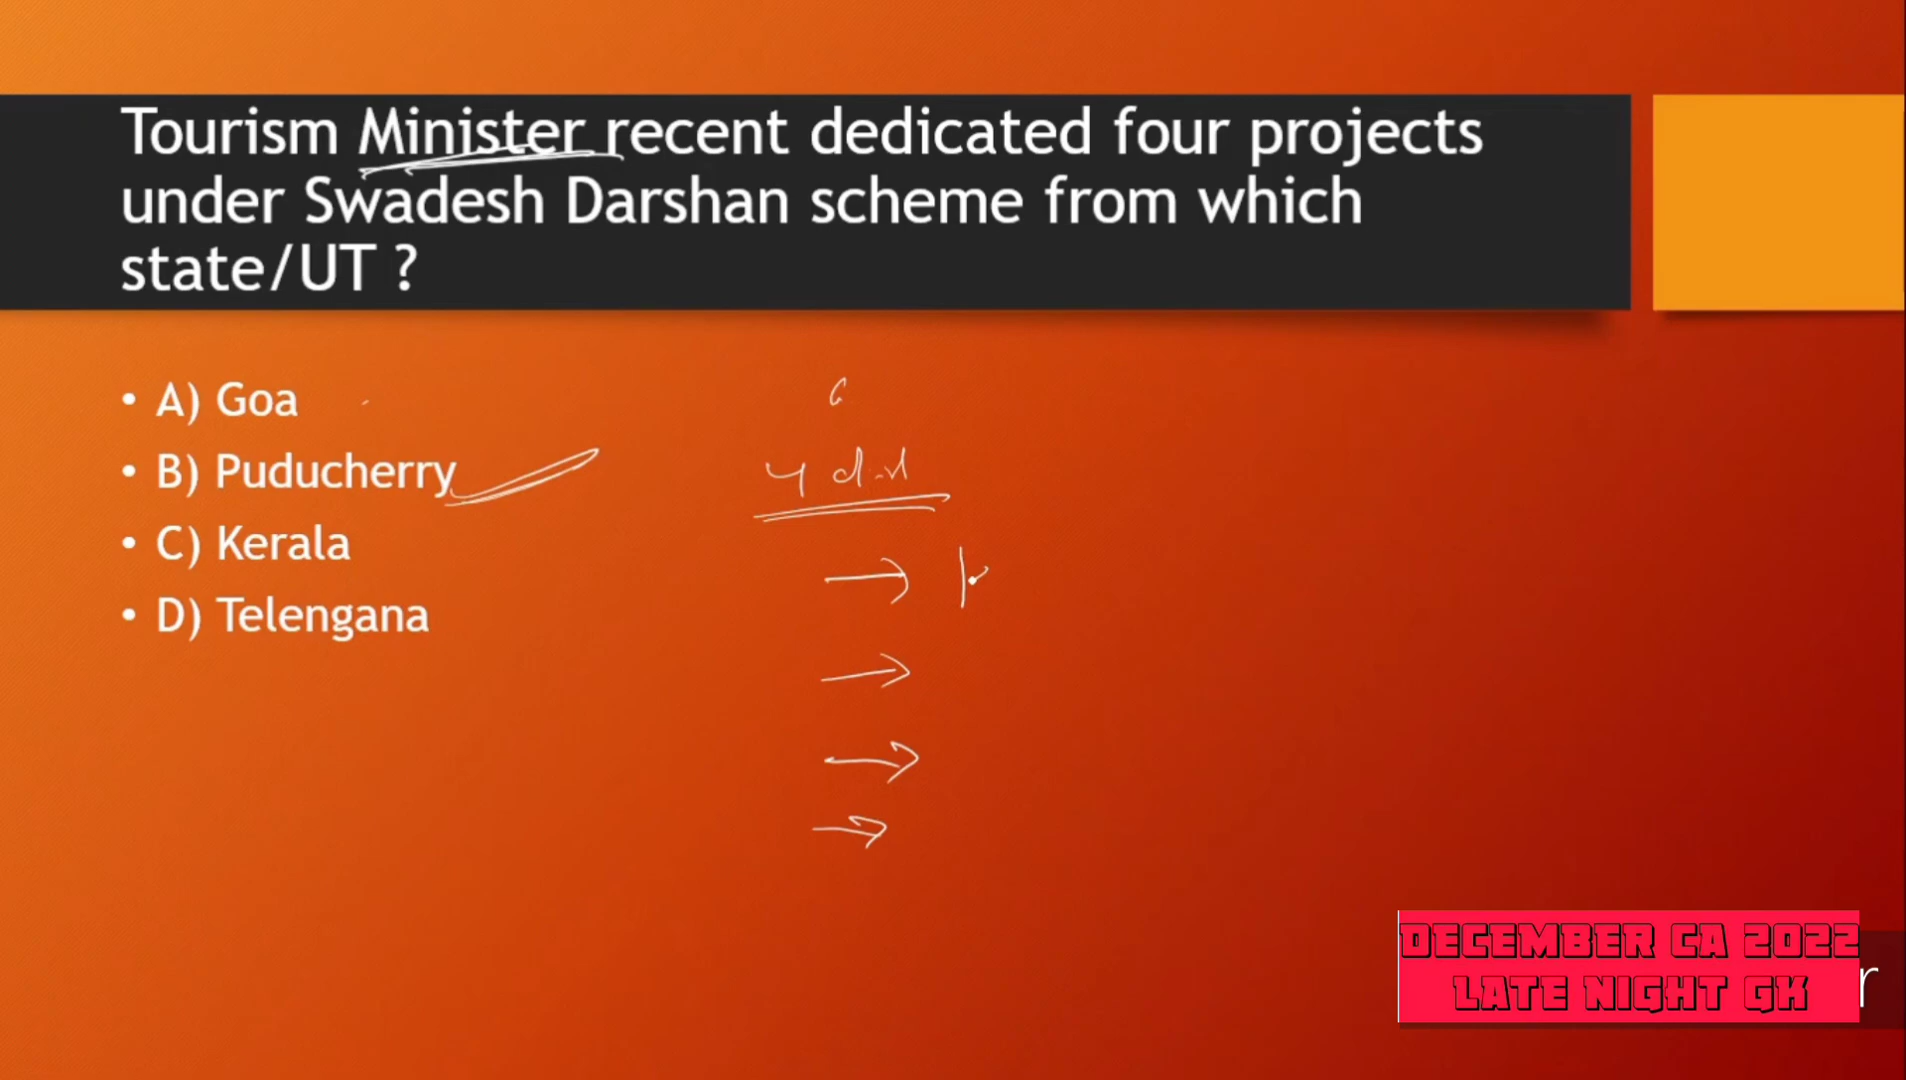 Tourism Minister recent dedicated four projects
under Swadesh Darshan scheme from which
state/UT ?
• A) Goa
• B) Puducherry
• C) Kerala
• D) Telengana
DECEMBER CA 2022
LATE NIGHT GK
r